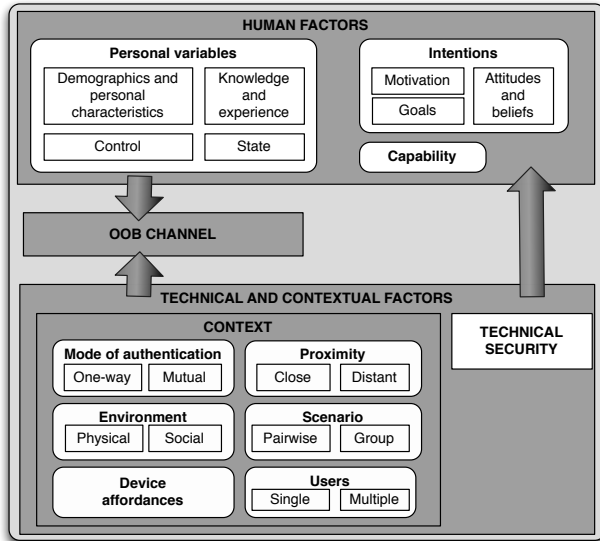 HUMAN FACTORS
Personal variables
Demographics and
personal
characteristics
Knowledge
and
experience
Control
State
Intentions
Motivation
Goals
Attitudes
and
beliefs
Capability
OOB CHANNEL
TECHNICAL AND CONTEXTUAL FACTORS
CONTEXT
Mode of authentication
One-way
Mutual
Proximity
Close
Distant
Environment
Physical
Social
Scenario
Pairwise
Group
Device
affordances
Users
Single
Multiple
TECHNICAL
SECURITY